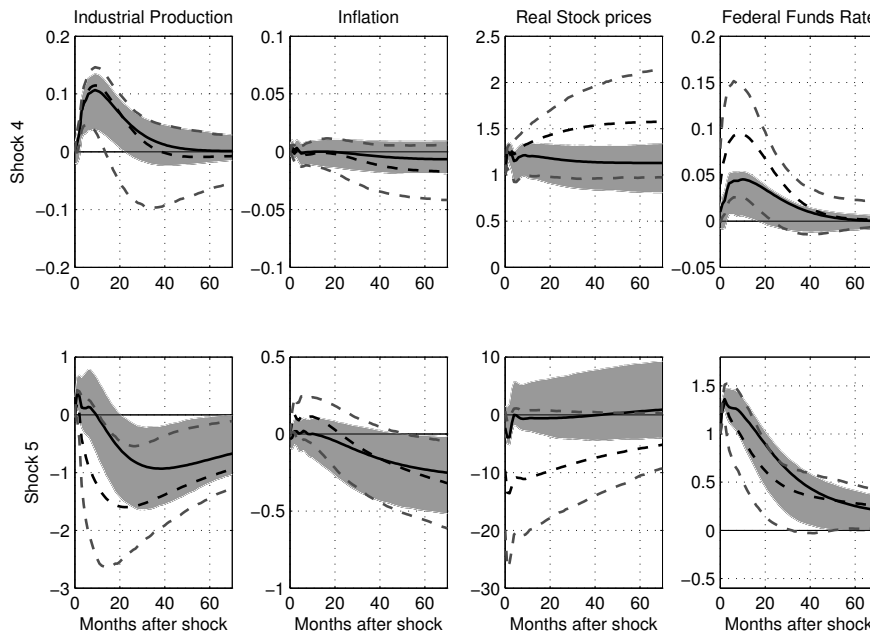 Industrial Production Inflation Real Stock prices Federal Funds Rate
Shock 4
0.2 0.1 0 −0.1 −0.2
0 20 40 60
0.1 0.05 0 −0.05 −0.1
0 20 40 60
2.5 2 1.5 1 0.5 0
0 20 40 60
0.2 0.15 0.1 0.05 0 −0.05
0 20 40 60
Shock 5
1 0 −1 −2 −3
0 20 40 60
Months after shock
0.5 0 −0.5 −1
0 20 40 60
Months after shock
10 0 −10 −20 −30
0 20 40 60
Months after shock
1.5 1 0.5 0 −0.5
0 20 40 60
Months after shock